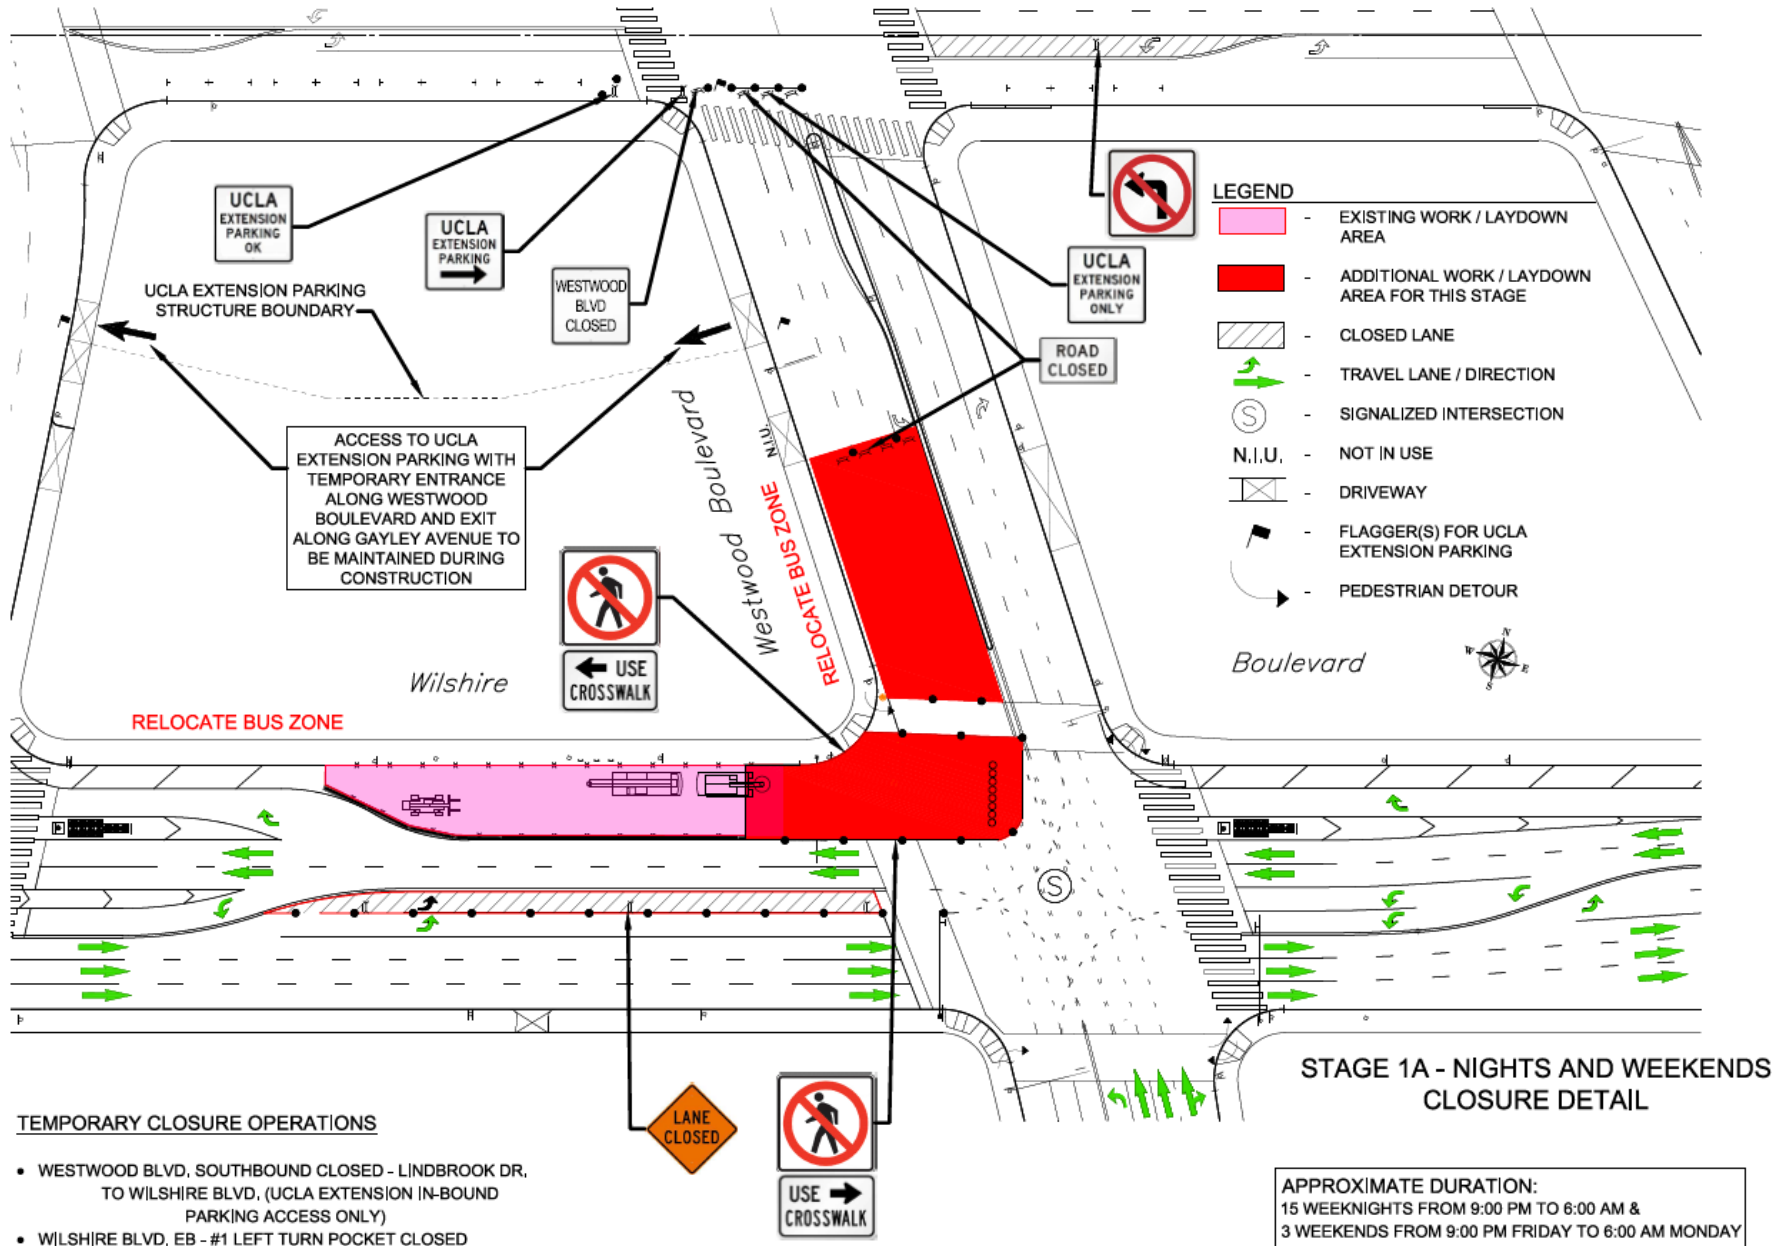 UCLA
EXTENSION
PARKING
OK
UCLA
EXTENSION
PARKING
WESTWOOD
BLVD
CLOSED
UCLA EXTENSION PARKING
STRUCTURE BOUNDARY
ACCESS TO UCLA
EXTENSION PARKING WITH
TEMPORARY ENTRANCE
ALONG WESTWOOD
BOULEVARD AND EXIT
ALONG GAYLEY AVENUE TO
BE MAINTAINED DURING
CONSTRUCTION
UCLA
EXTENSION
PARKING
ONLY
ROAD
CLOSED
LEGEND
- EXISTING WORK / LAYDOWN
AREA
- ADDITIONAL WORK / LAYDOWN
AREA FOR THIS STAGE
- CLOSED LANE
- TRAVEL LANE / DIRECTION
S - SIGNALIZED INTERSECTION
N.I.U. - NOT IN USE
- DRIVEWAY
- FLAGGER(S) FOR UCLA
EXTENSION PARKING
- PEDESTRIAN DETOUR
N
W E
S
N.I.U.
Westwood Boulevard
RELOCATE BUS ZONE
Wilshire
Boulevard
RELOCATE BUS ZONE
USE
CROSSWALK
S
LANE
CLOSED
USE
CROSSWALK
STAGE 1A - NIGHTS AND WEEKENDS
CLOSURE DETAIL
TEMPORARY CLOSURE OPERATIONS
• WESTWOOD BLVD, SOUTHBOUND CLOSED - LINDBROOK DR,
TO WILSHIRE BLVD, (UCLA EXTENSION IN-BOUND
PARKING ACCESS ONLY)
• WILSHIRE BLVD, EB - #1 LEFT TURN POCKET CLOSED
APPROXIMATE DURATION:
15 WEEKNIGHTS FROM 9:00 PM TO 6:00 AM &
3 WEEKENDS FROM 9:00 PM FRIDAY TO 6:00 AM MONDAY